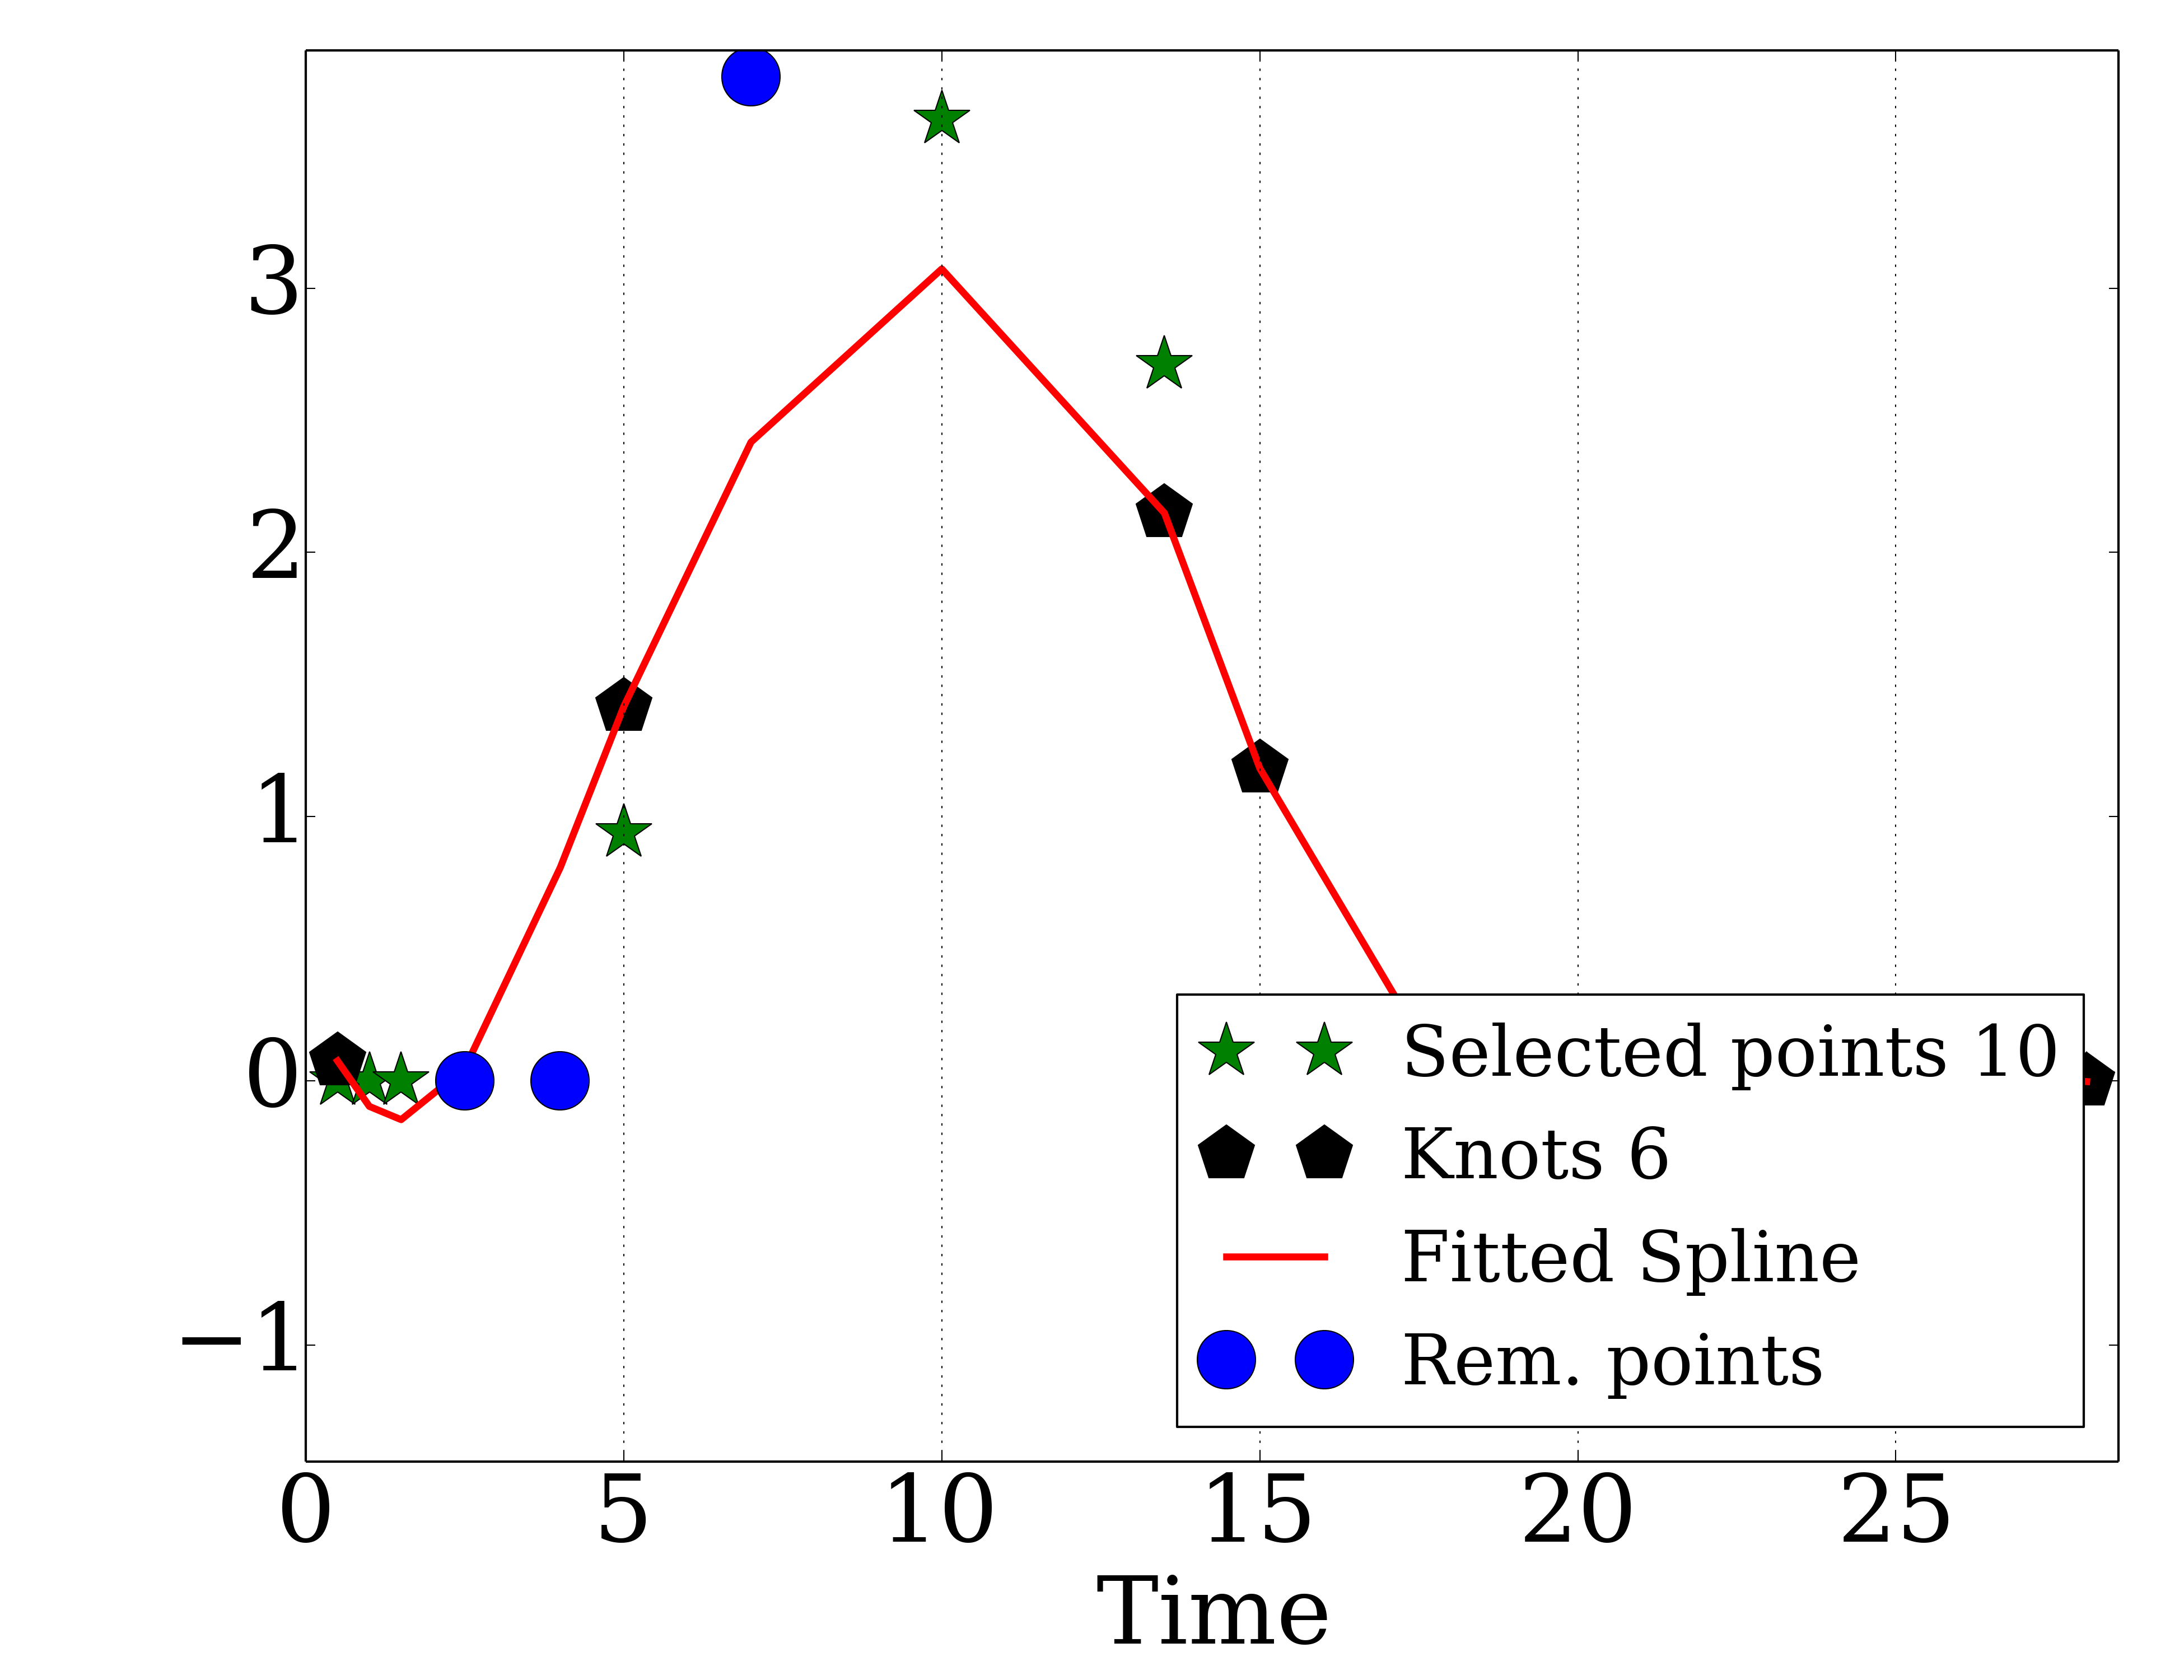 3
2
1
0
−1
Selected points 10
Knots 6
Fitted Spline
Rem. points
0 5 10 15 20 25
Time